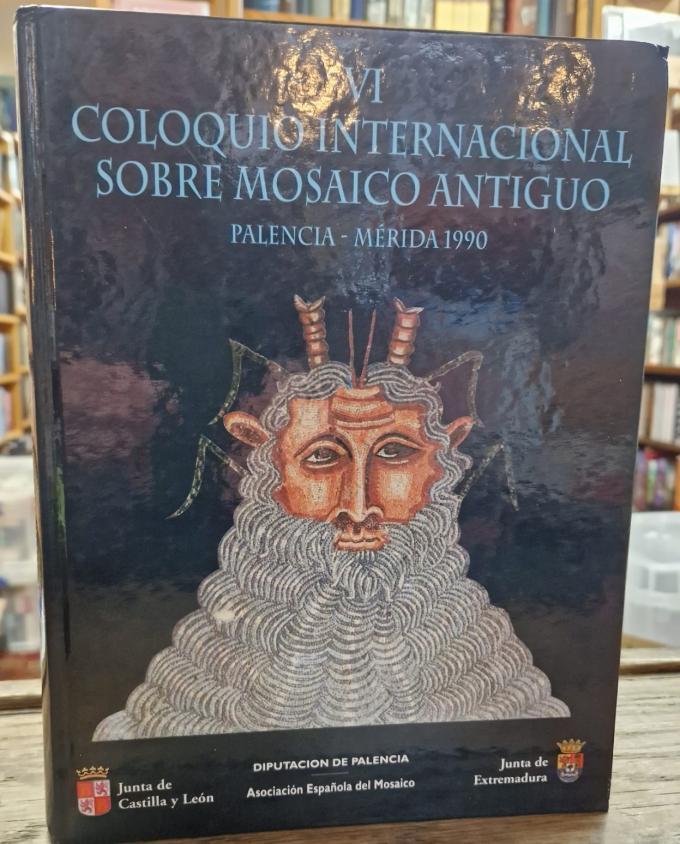 VI
COLOQUIO INTERNACIONAL
SOBRE MOSAICO ANTIGUO
PALENCIA - MÉRIDA 1990
DIPUTACION DE PALENCIA
Asociación Española del Mosaico
Junta de
Castilla y León
Junta de
Extremadura